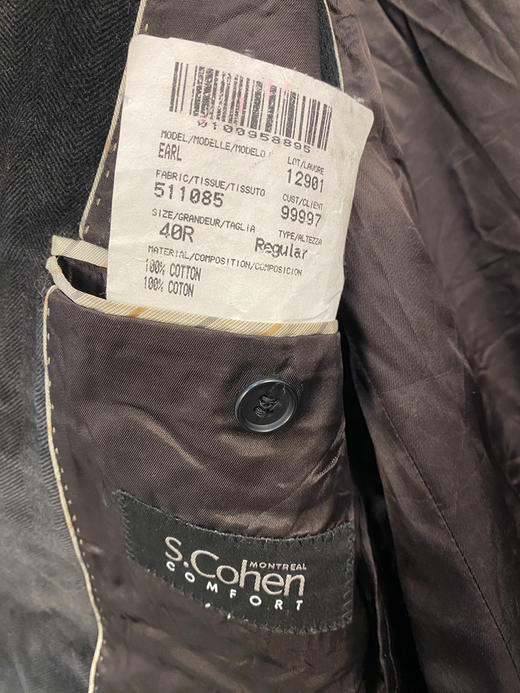 0100958895
MODEL/MODELLE/MODELO
EARL
LOT/LAVORE
12901
FABRIC/TISSUE/TISSUTO
511085
CUST/CLIENT
99997
SIZE/GRANDEUR/TAGLIA
40R
TYPE/ALTEZZA
Regular
MATERIAL/COMPOSITION/COMPOSICION
100% COTTON
100% COTON
S.Cohen
MONTREAL
COMFORT